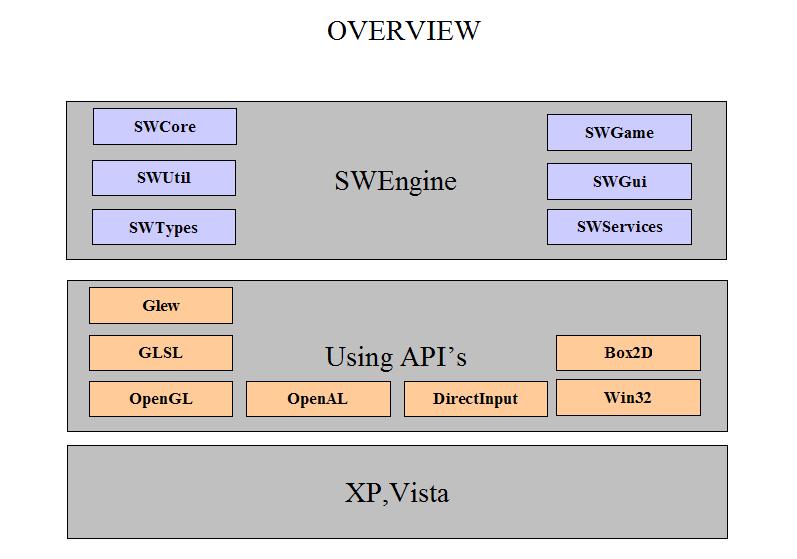 OVERVIEW
SWCore
SWGame
SWUtil
SWEngine
SWGui
SWTypes
SWServices
Glew
GLSL
Using API’s
Box2D
OpenGL
OpenAL
DirectInput
Win32
XP,Vista